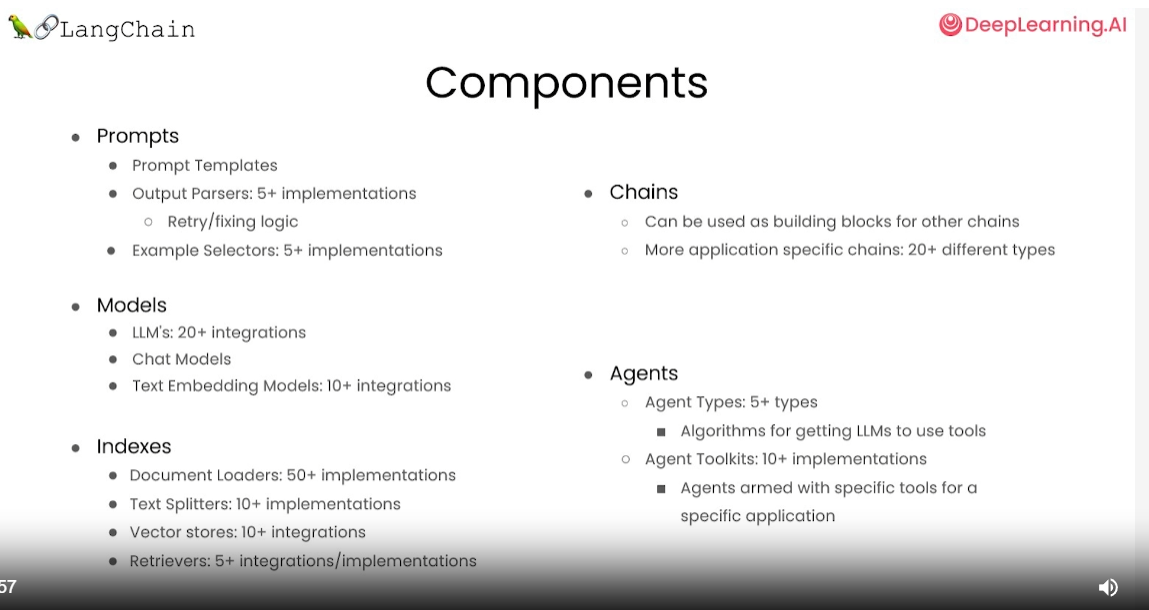 LangChain
DeepLearning.AI
Components
Prompts
Prompt Templates
Output Parsers: 5+ implementations
Retry/fixing logic
Example Selectors: 5+ implementations
Models
LLM's: 20+ integrations
Chat Models
Text Embedding Models: 10+ integrations
Indexes
Document Loaders: 50+ implementations
Text Splitters: 10+ implementations
Vector stores: 10+ integrations
Retrievers: 5+ integrations/implementations
Chains
Can be used as building blocks for other chains
More application specific chains: 20+ different types
Agents
Agent Types: 5+ types
Algorithms for getting LLMs to use tools
Agent Toolkits: 10+ implementations
Agents armed with specific tools for a
specific application
57